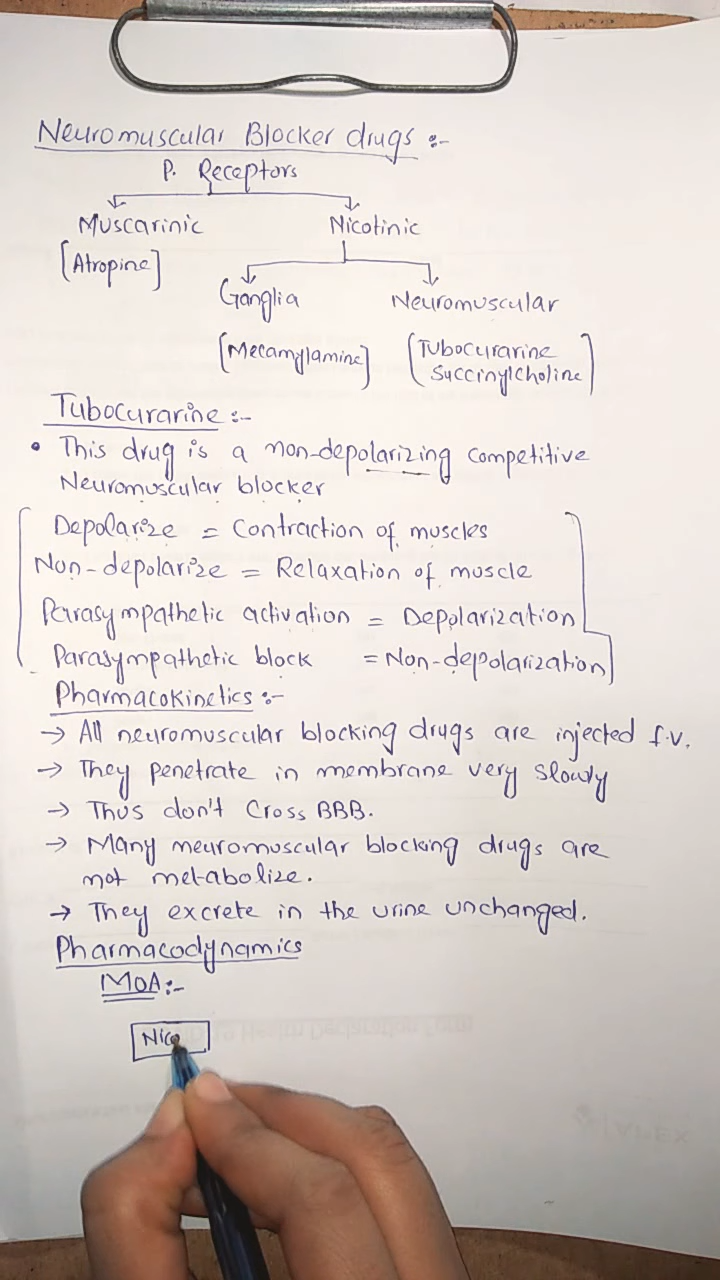 Neuromuscular Blocker drugs :-
P. Receptors
Muscarinic Nicotinic
[Atropine]
Ganglia Neuromuscular
[Mecamylamine] [Tubocurarine
Succinylcholine]
Tubocurarine :-
• This drug is a non-depolarizing competitive
Neuromuscular blocker
Depolarize = Contraction of muscles
Non-depolarize = Relaxation of muscle
Parasympathetic activation = Depolarization
Parasympathetic block = Non-depolarization
Pharmacokinetics :-
→ All neuromuscular blocking drugs are injected I.V.
→ They penetrate in membrane very slowly
→ Thus don't Cross BBB.
→ Many neuromuscular blocking drugs are
not metabolize.
→ They excrete in the urine unchanged.
Pharmacodynamics
MOA :-
Nico